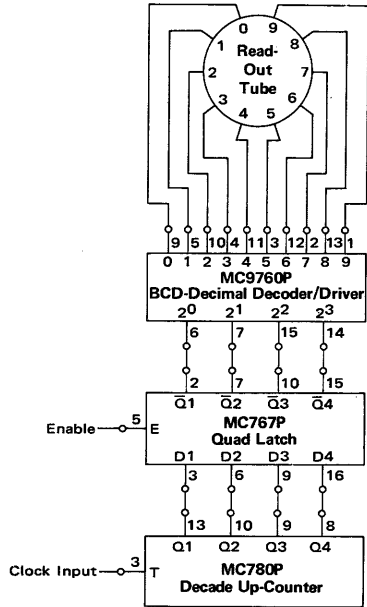 0 9
1 8
Read-
Out
Tube
2 7
3 6
4 5
9 5 10 4 11 3 12 2 13 1
0 1 2 3 4 5 6 7 8 9
MC9760P
BCD-Decimal Decoder/Driver
2⁰ 2¹ 2² 2³
6 7 15 14
2 7 10 15
Q̅1 Q̅2 Q̅3 Q̅4
Enable 5 E
MC767P
Quad Latch
D1 D2 D3 D4
3 6 9 16
13 10 9 8
Q1 Q2 Q3 Q4
Clock Input 3 T
MC780P
Decade Up-Counter